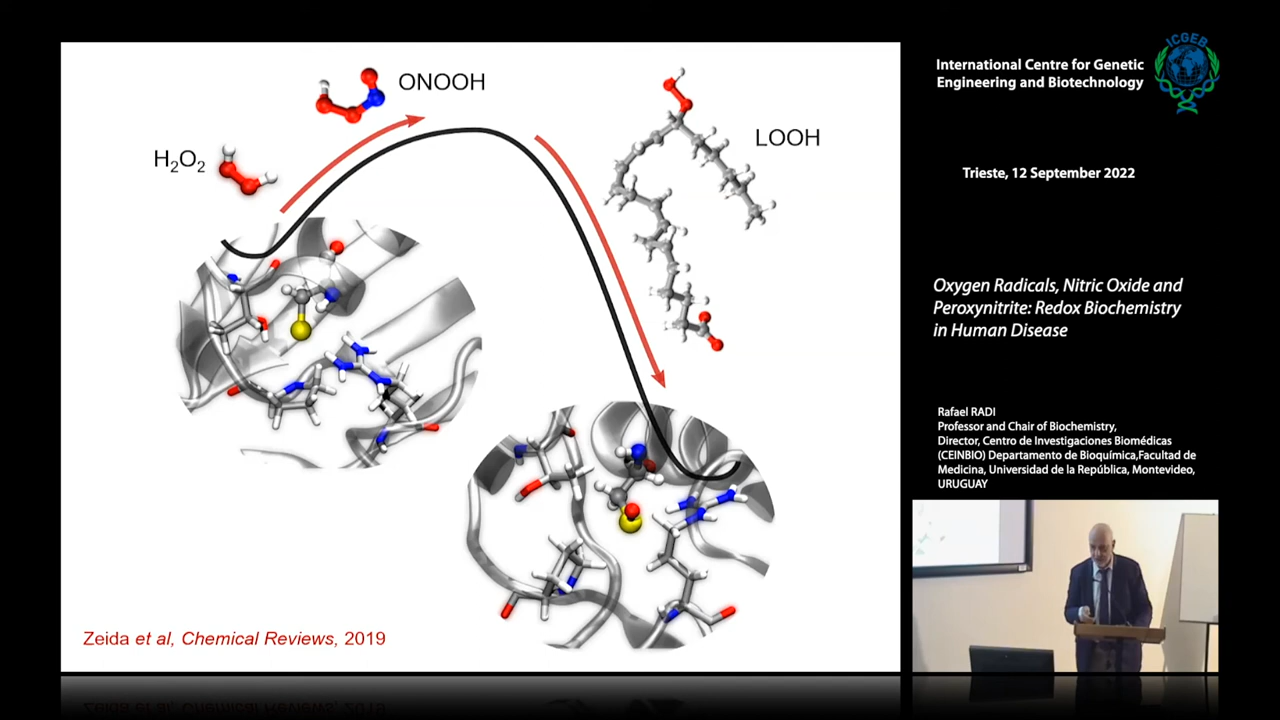 ONOOH
H₂O₂
LOOH
Zeida et al, Chemical Reviews, 2019
International Centre for Genetic
Engineering and Biotechnology
ICGEB
Trieste, 12 September 2022
Oxygen Radicals, Nitric Oxide and
Peroxynitrite: Redox Biochemistry
in Human Disease
Rafael RADI
Professor and Chair of Biochemistry,
Director, Centro de Investigaciones Biomédicas
(CEINBIO) Departamento de Bioquímica,Facultad de
Medicina, Universidad de la República, Montevideo,
URUGUAY